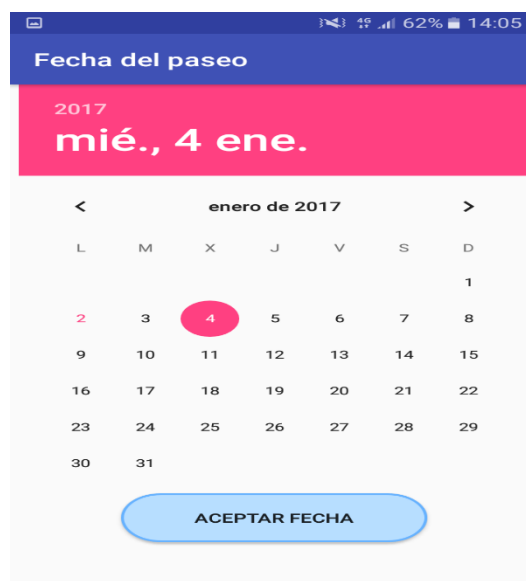 4G 62% 14:05
Fecha del paseo
2017
mié., 4 ene.
< enero de 2017 >
L M X J V S D
1
2 3 4 5 6 7 8
9 10 11 12 13 14 15
16 17 18 19 20 21 22
23 24 25 26 27 28 29
30 31
ACEPTAR FECHA